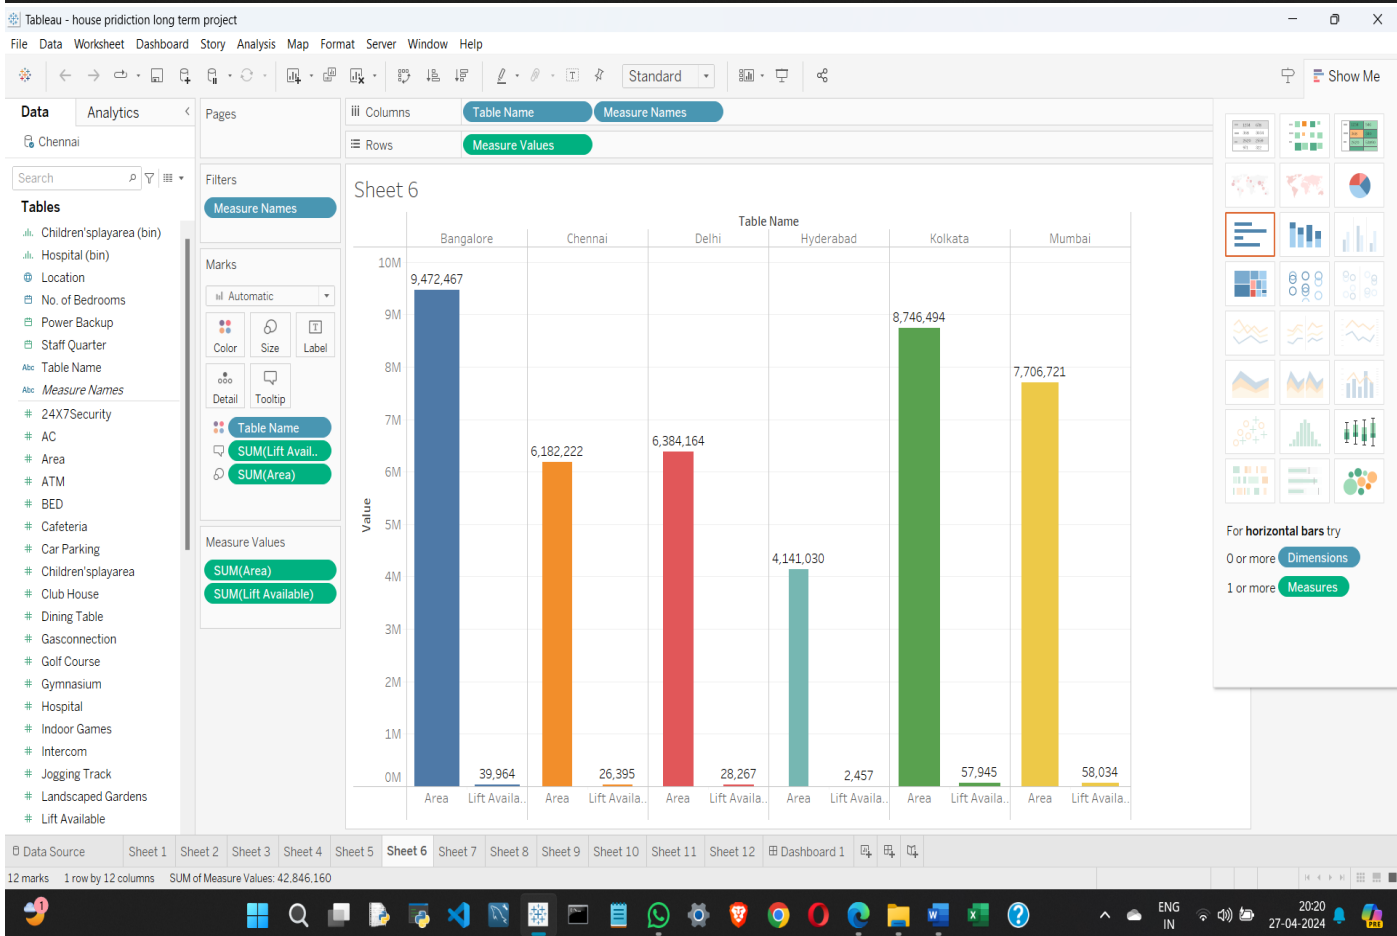 Tableau - house pridiction long term project
File Data Worksheet Dashboard Story Analysis Map Format Server Window Help
Standard
Show Me
Data Analytics
Chennai
Search
Tables
Children'splayarea (bin)
Hospital (bin)
Location
No. of Bedrooms
Power Backup
Staff Quarter
Abc Table Name
Abc Measure Names
# 24X7Security
# AC
# Area
# ATM
# BED
# Cafeteria
# Car Parking
# Children'splayarea
# Club House
# Dining Table
# Gasconnection
# Golf Course
# Gymnasium
# Hospital
# Indoor Games
# Intercom
# Jogging Track
# Landscaped Gardens
# Lift Available
Pages
Filters
Measure Names
Marks
Automatic
Color Size Label
Detail Tooltip
Table Name
SUM(Lift Avail..
SUM(Area)
Measure Values
SUM(Area)
SUM(Lift Available)
Columns Table Name Measure Names
Rows Measure Values
Sheet 6
Table Name
Bangalore Chennai Delhi Hyderabad Kolkata Mumbai
Value
10M
9M
8M
7M
6M
5M
4M
3M
2M
1M
0M
9,472,467
39,964
6,182,222
26,395
6,384,164
28,267
4,141,030
2,457
8,746,494
57,945
7,706,721
58,034
Area Lift Availa.. Area Lift Availa.. Area Lift Availa.. Area Lift Availa.. Area Lift Availa.. Area Lift Availa..
For horizontal bars try
0 or more Dimensions
1 or more Measures
Data Source Sheet 1 Sheet 2 Sheet 3 Sheet 4 Sheet 5 Sheet 6 Sheet 7 Sheet 8 Sheet 9 Sheet 10 Sheet 11 Sheet 12 Dashboard 1
12 marks 1 row by 12 columns SUM of Measure Values: 42,846,160
1
ENG
IN
20:20
27-04-2024
PRE